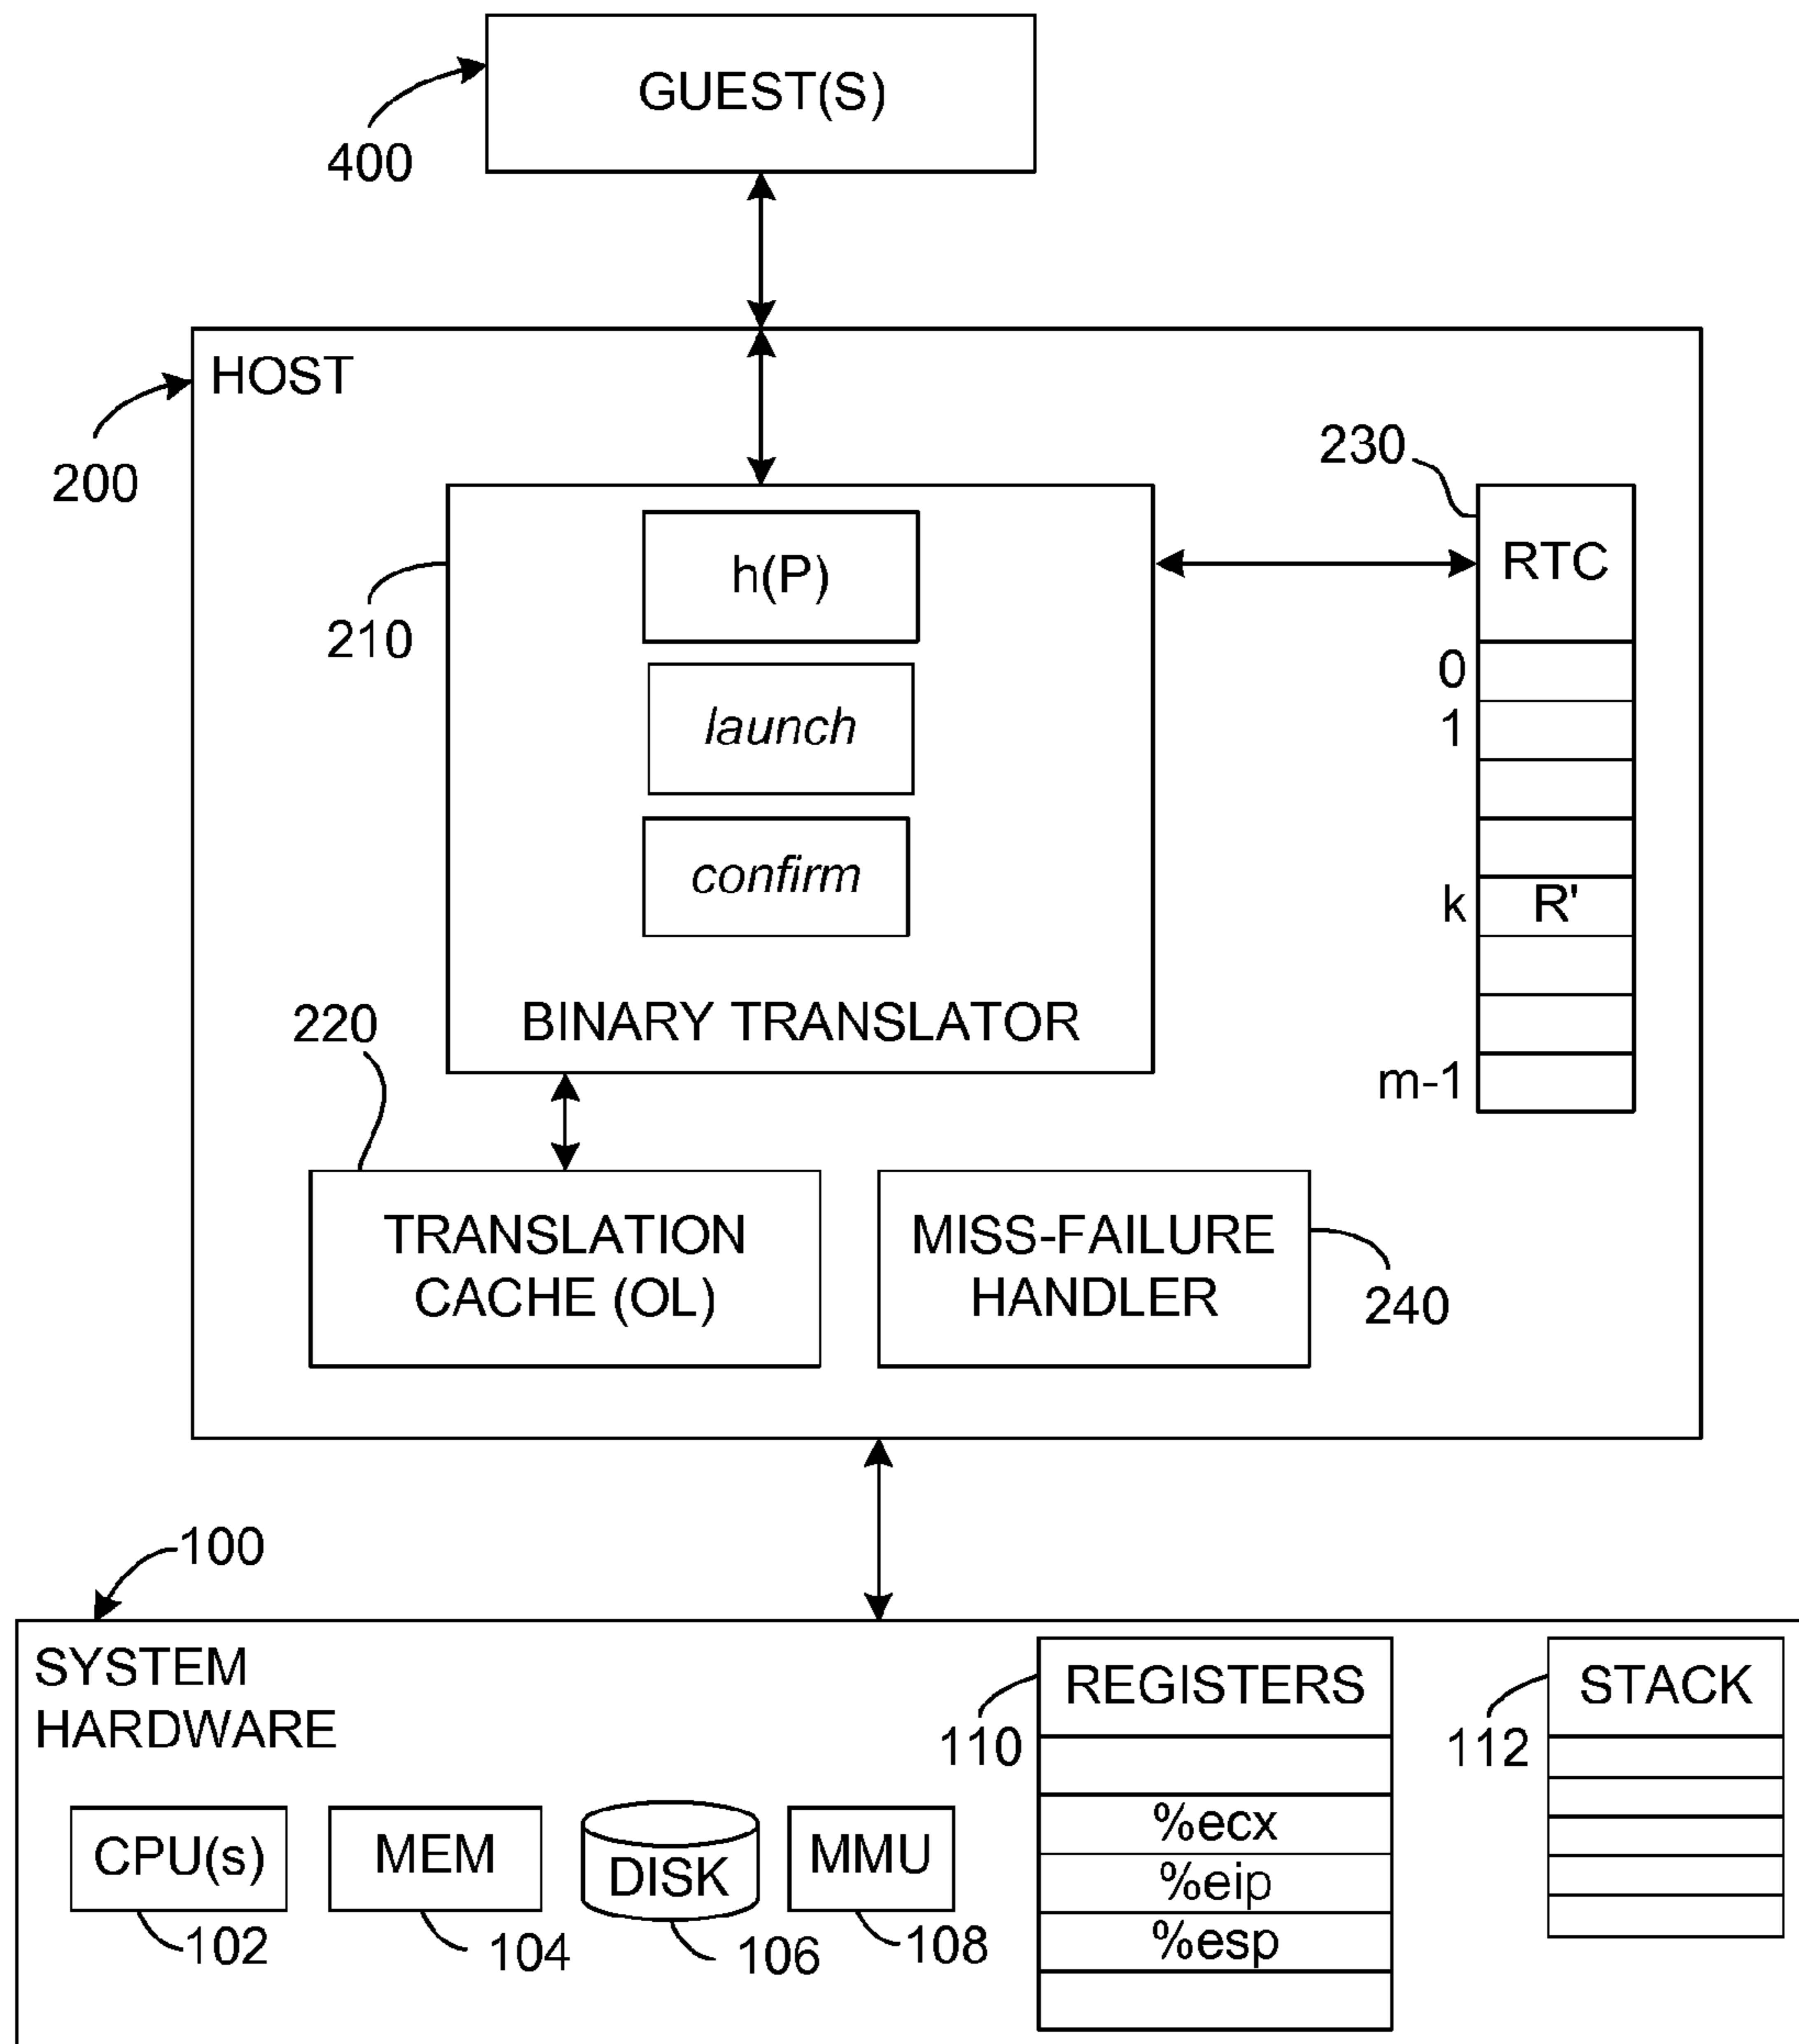 GUEST(S)
400
HOST
200
230
RTC
h(P)
210
launch
0
1
confirm
k
R'
BINARY TRANSLATOR
220
m-1
TRANSLATION
CACHE (OL)
MISS-FAILURE
HANDLER
240
100
SYSTEM
HARDWARE
REGISTERS
110
STACK
112
%ecx
%eip
%esp
CPU(s)
102
MEM
104
DISK
106
MMU
108